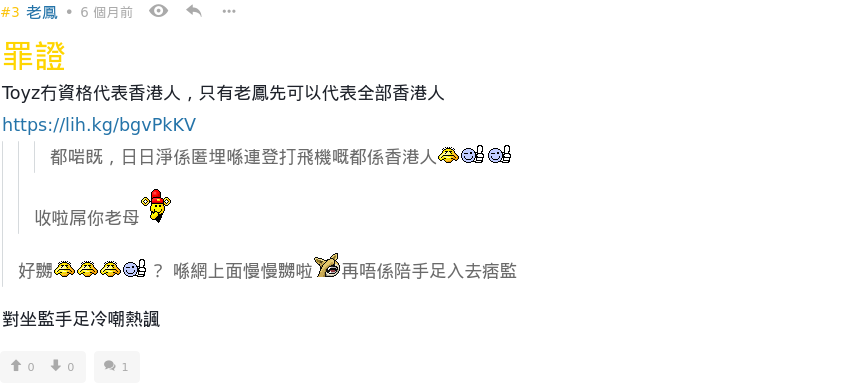 #3 老鳳 • 6 個月前
罪證
Toyz冇資格代表香港人，只有老鳳先可以代表全部香港人
https://lih.kg/bgvPkKV
都啱既，日日淨係匿埋喺連登打飛機嘅都係香港人
收啦屌你老母
好嬲？ 喺網上面慢慢嬲啦再唔係陪手足入去痞監
對坐監手足冷嘲熱諷
0 0 1